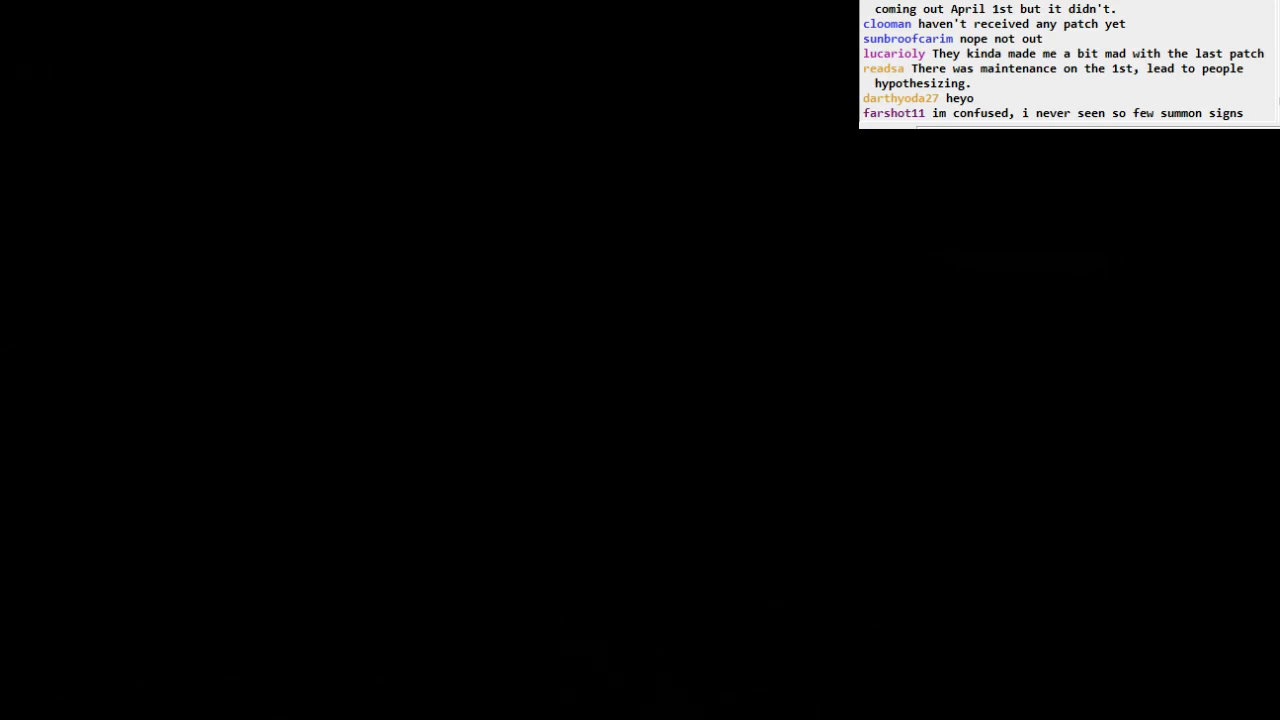 coming out April 1st but it didn't.
clooman haven't received any patch yet
sunbroofcarim nope not out
lucarioly They kinda made me a bit mad with the last patch
readsa There was maintenance on the 1st, lead to people
hypothesizing.
darthyoda27 heyo
farshot11 im confused, i never seen so few summon signs